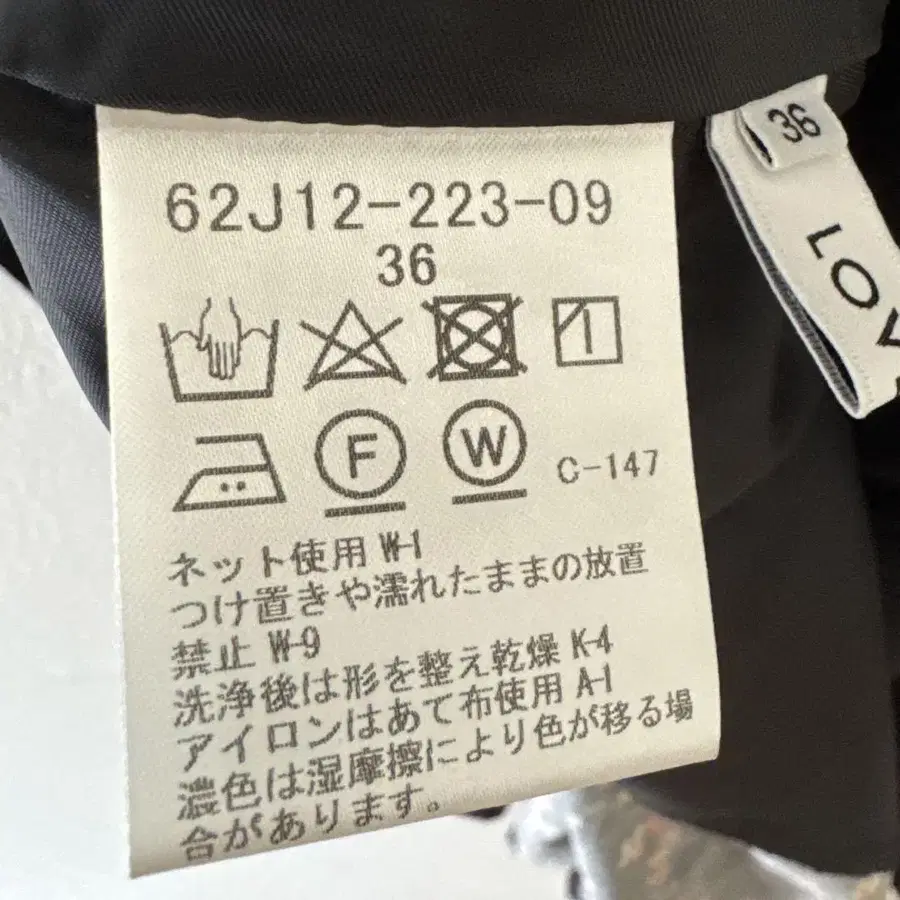 62J12-223-09
36
F
W
C-147
ネット使用 W-1
つけ置きや濡れたままの放置
禁止 W-9
洗浄後は形を整え乾燥 K-4
アイロンはあて布使用 A-1
濃色は湿摩擦により色が移る場
合があります。
36
LOV